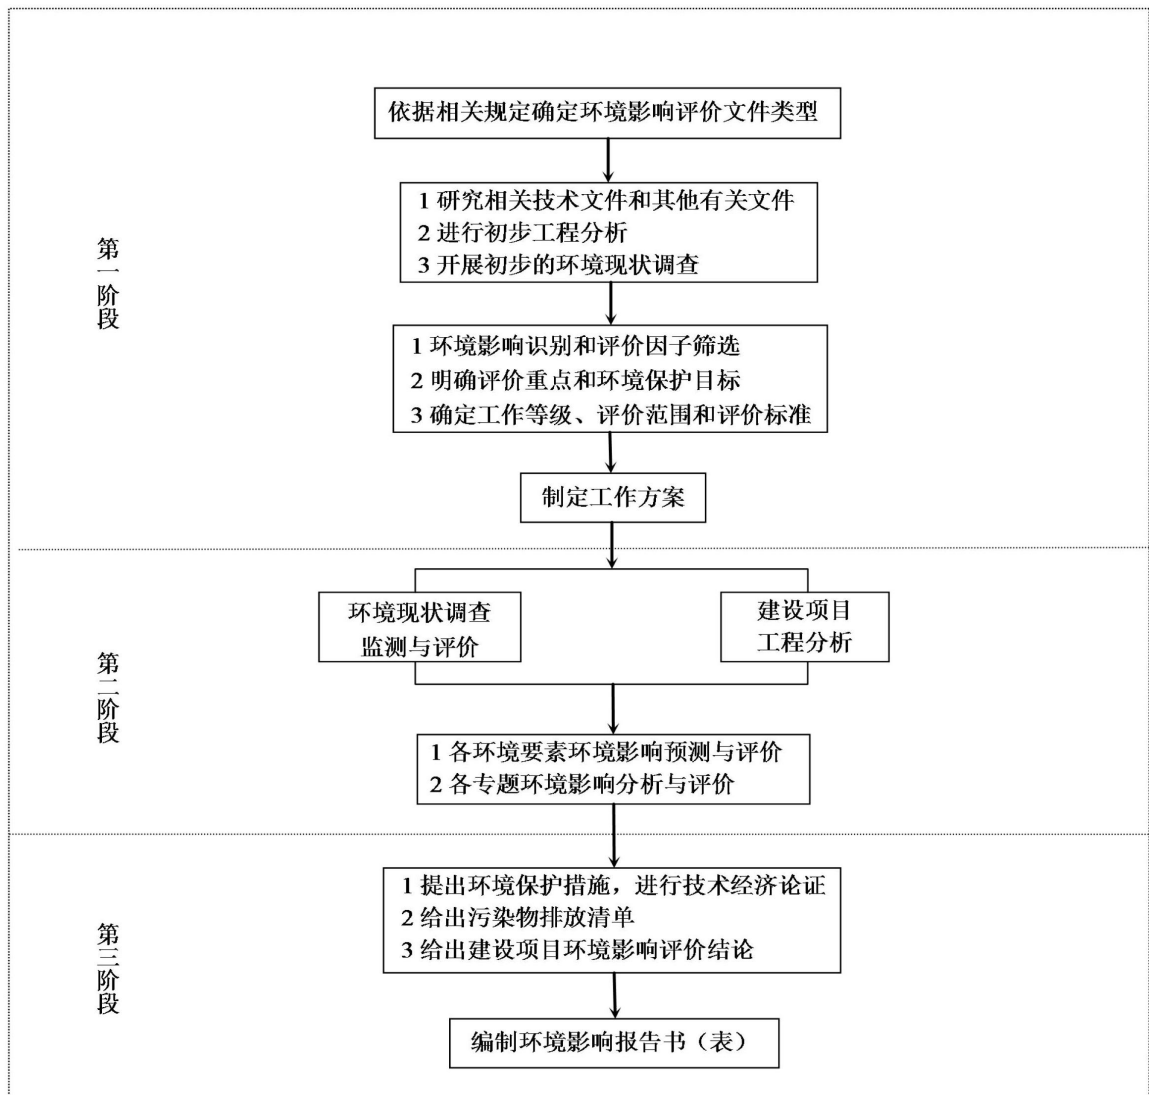 依据相关规定确定环境影响评价文件类型
1 研究相关技术文件和其他有关文件
2 进行初步工程分析
3 开展初步的环境现状调查
第一阶段
1 环境影响识别和评价因子筛选
2 明确评价重点和环境保护目标
3 确定工作等级、评价范围和评价标准
制定工作方案
环境现状调查
监测与评价
建设项目
工程分析
第二阶段
1 各环境要素环境影响预测与评价
2 各专题环境影响分析与评价
1 提出环境保护措施，进行技术经济论证
2 给出污染物排放清单
3 给出建设项目环境影响评价结论
第三阶段
编制环境影响报告书（表）